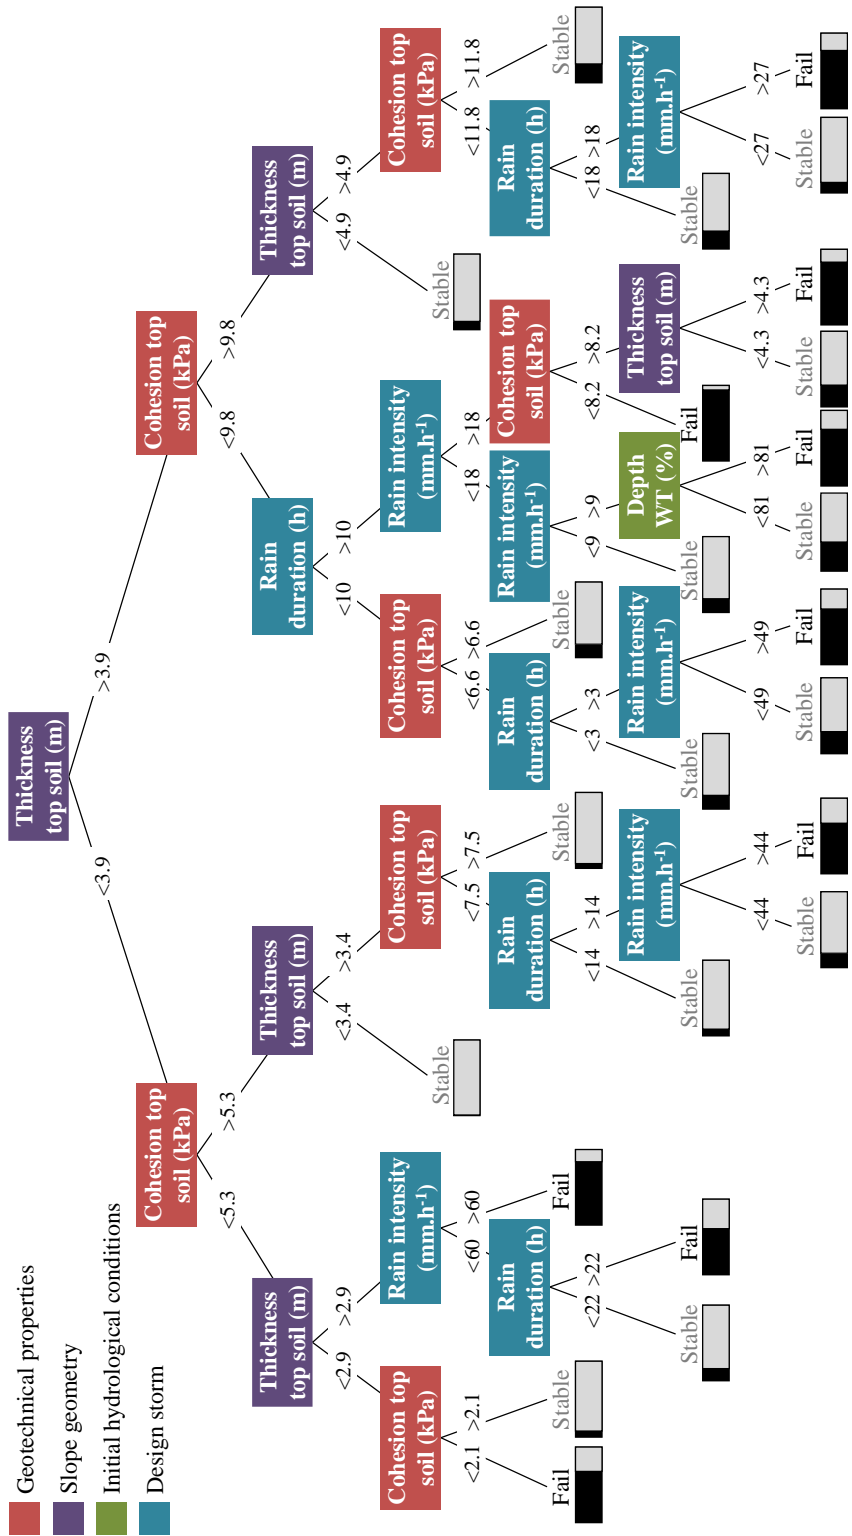 Geotechnical properties
Slope geometry
Initial hydrological conditions
Design storm
Thickness
top soil (m)
<3.9
>3.9
Cohesion top
soil (kPa)
Cohesion top
soil (kPa)
<5.3
>5.3
<9.8
>9.8
Thickness
top soil (m)
Thickness
top soil (m)
Rain
duration (h)
Thickness
top soil (m)
<2.9
>2.9
<3.4
>3.4
<10
>10
<4.9
>4.9
Cohesion top
soil (kPa)
Rain intensity
(mm.h-1)
Stable
Cohesion top
soil (kPa)
Cohesion top
soil (kPa)
Rain intensity
(mm.h-1)
Stable
Cohesion top
soil (kPa)
<2.1
>2.1
<60
>60
<7.5
>7.5
<6.6
>6.6
<18
>18
<11.8
>11.8
Fail
Stable
Rain
duration (h)
Fail
Rain
duration (h)
Stable
Rain
duration (h)
Stable
Rain intensity
(mm.h-1)
Cohesion top
soil (kPa)
Rain
duration (h)
Stable
<22
>22
<14
>14
<3
>3
<9
>9
<8.2
>8.2
<18
>18
Stable
Fail
Stable
Rain intensity
(mm.h-1)
Stable
Rain intensity
(mm.h-1)
Stable
Depth
WT (%)
Fail
Thickness
top soil (m)
Stable
Rain intensity
(mm.h-1)
<44
>44
<49
>49
<81
>81
<4.3
>4.3
<27
>27
Stable
Fail
Stable
Fail
Stable
Fail
Stable
Fail
Stable
Fail